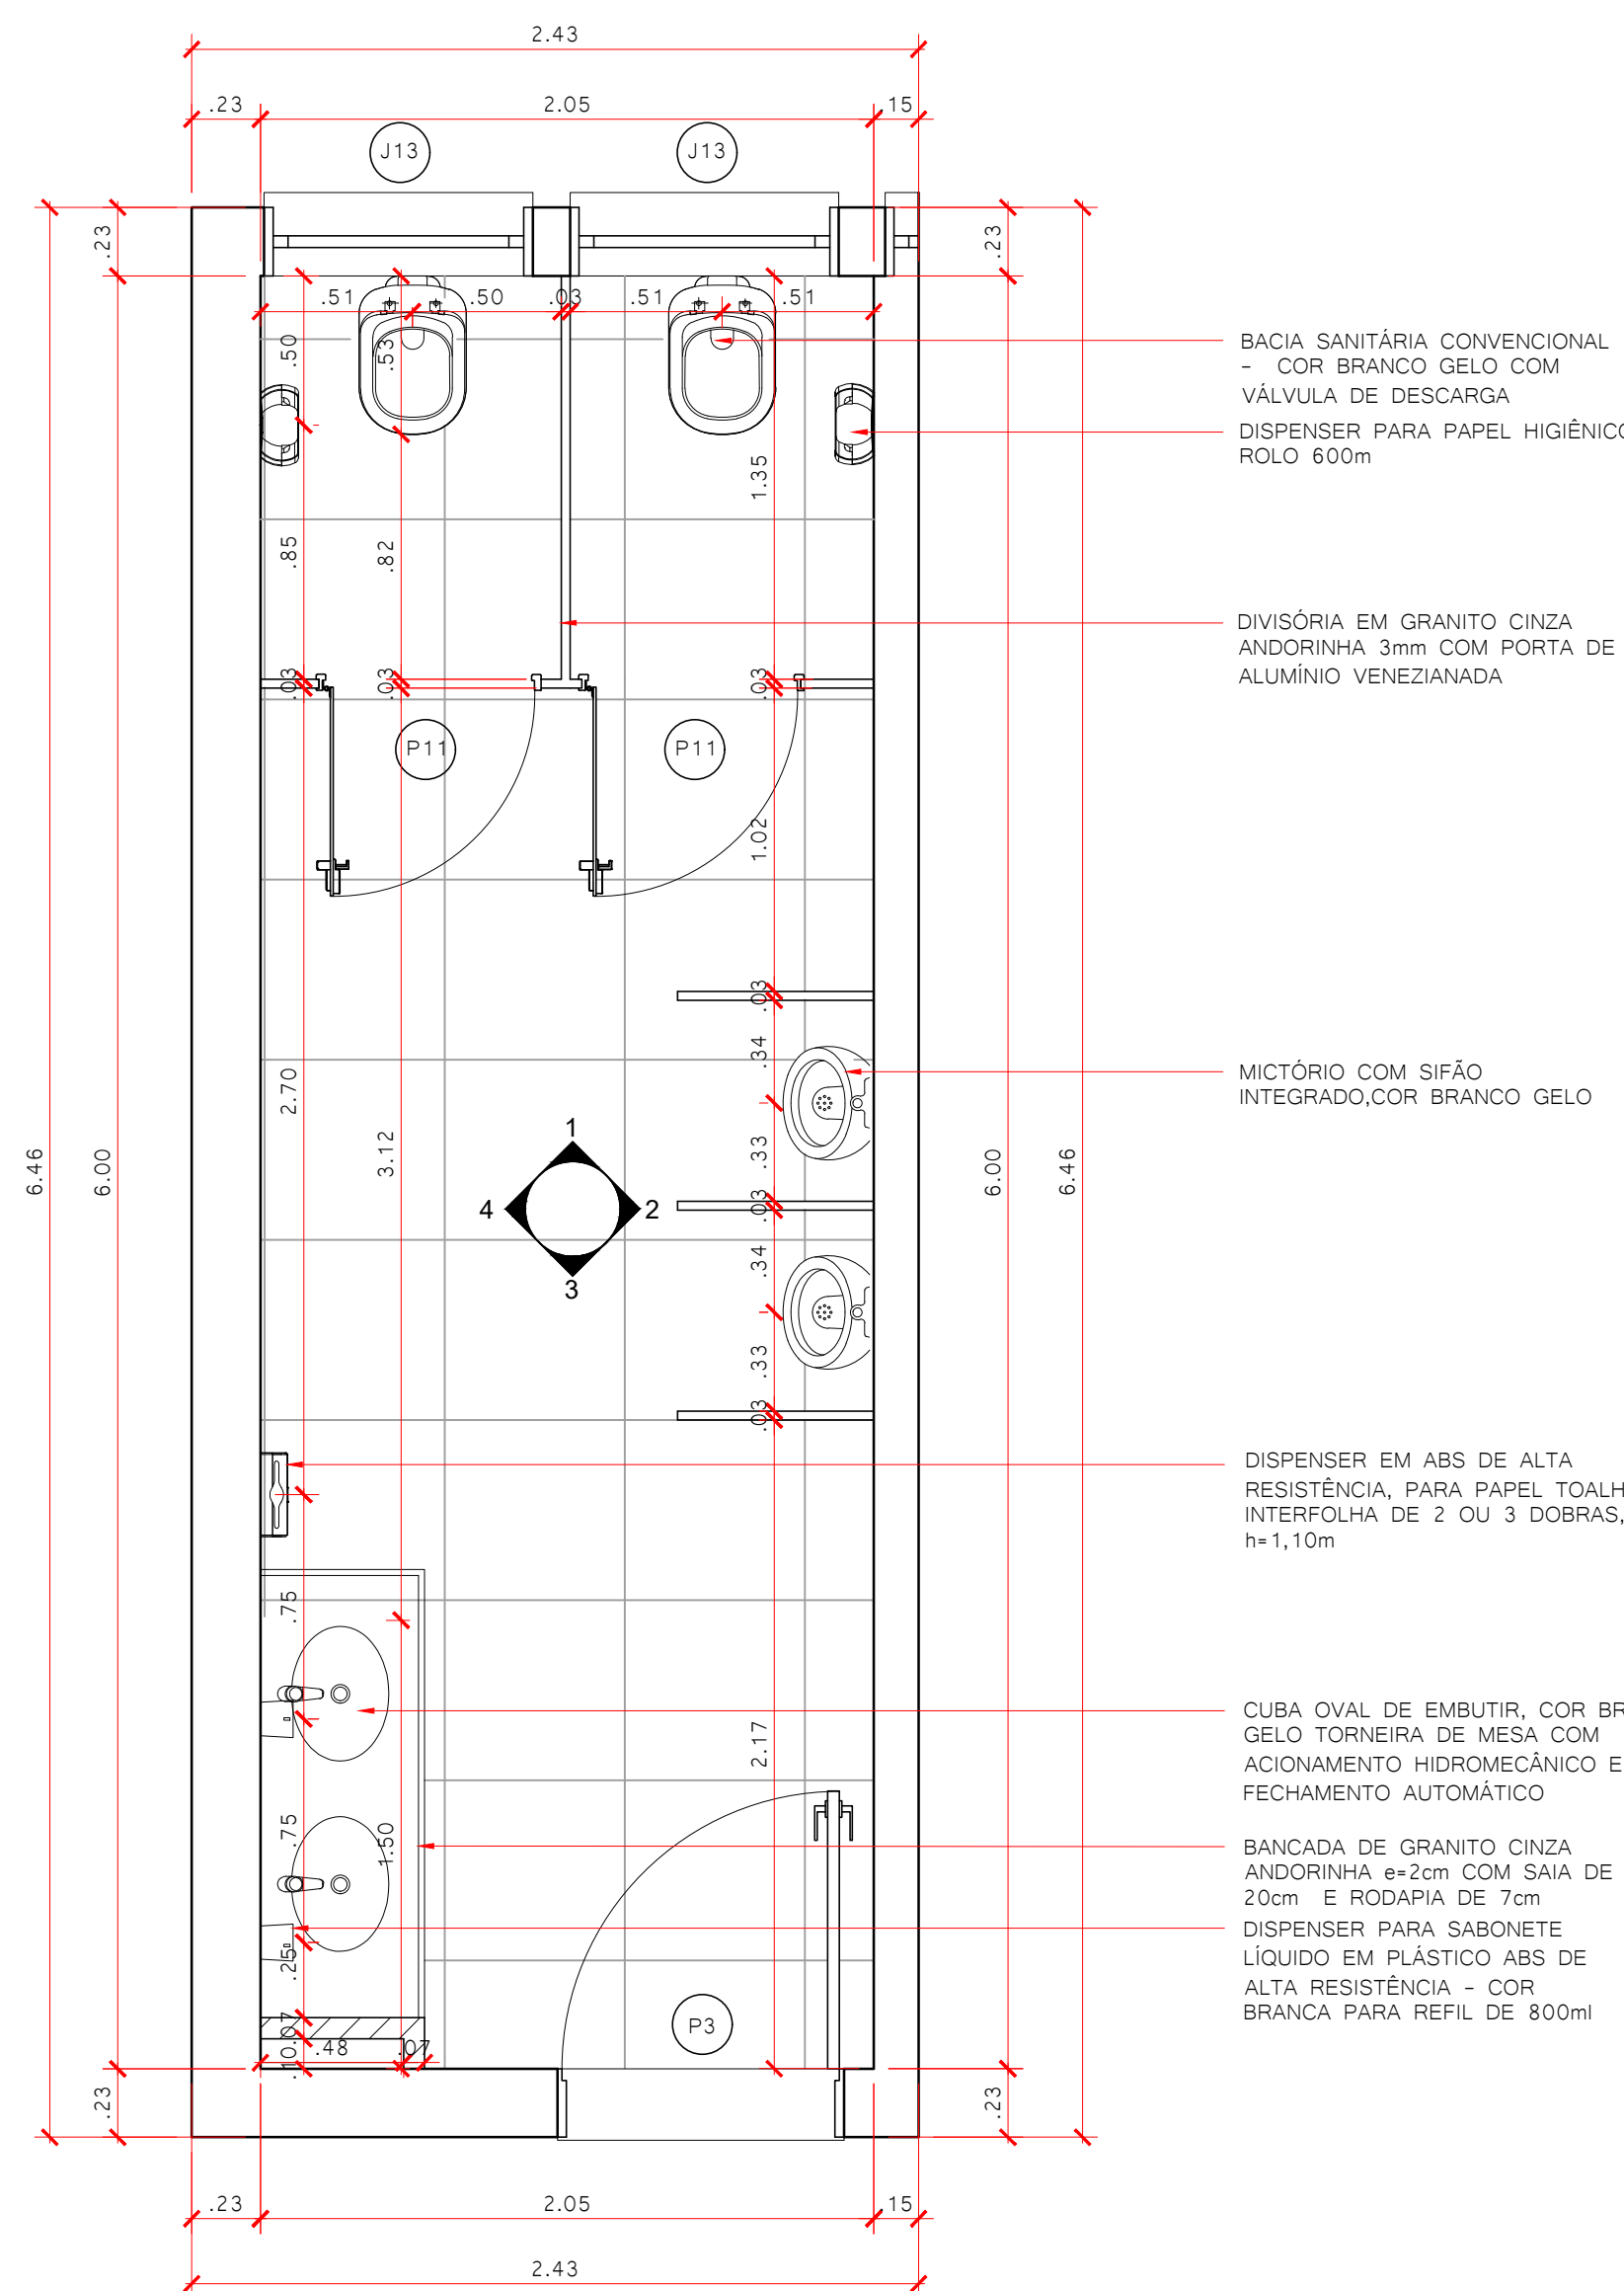 2.43
.23
2.05
.15
J13
J13
.23
.23
.51
.50
.03
.51
.51
.50
.53
BACIA SANITÁRIA CONVENCIONAL
- COR BRANCO GELO COM
VÁLVULA DE DESCARGA
DISPENSER PARA PAPEL HIGIÊNICO
ROLO 600m
1.35
.85
.82
DIVISÓRIA EM GRANITO CINZA
ANDORINHA 3mm COM PORTA DE
ALUMÍNIO VENEZIANADA
.03
.03
.03
P11
P11
1.02
.03
.34
MICTÓRIO COM SIFÃO
INTEGRADO,COR BRANCO GELO
2.70
3.12
.33
6.46
6.00
6.00
6.46
1
4
2
3
.03
.34
.33
.03
DISPENSER EM ABS DE ALTA
RESISTÊNCIA, PARA PAPEL TOALH
INTERFOLHA DE 2 OU 3 DOBRAS,
h=1,10m
.75
CUBA OVAL DE EMBUTIR, COR BR
GELO TORNEIRA DE MESA COM
ACIONAMENTO HIDROMECÂNICO E
FECHAMENTO AUTOMÁTICO
2.17
.75
1.50
BANCADA DE GRANITO CINZA
ANDORINHA e=2cm COM SAIA DE
20cm E RODAPIA DE 7cm
DISPENSER PARA SABONETE
LÍQUIDO EM PLÁSTICO ABS DE
ALTA RESISTÊNCIA - COR
BRANCA PARA REFIL DE 800ml
.25
P3
.07
.10
.48
.07
.23
.23
.23
2.05
.15
2.43